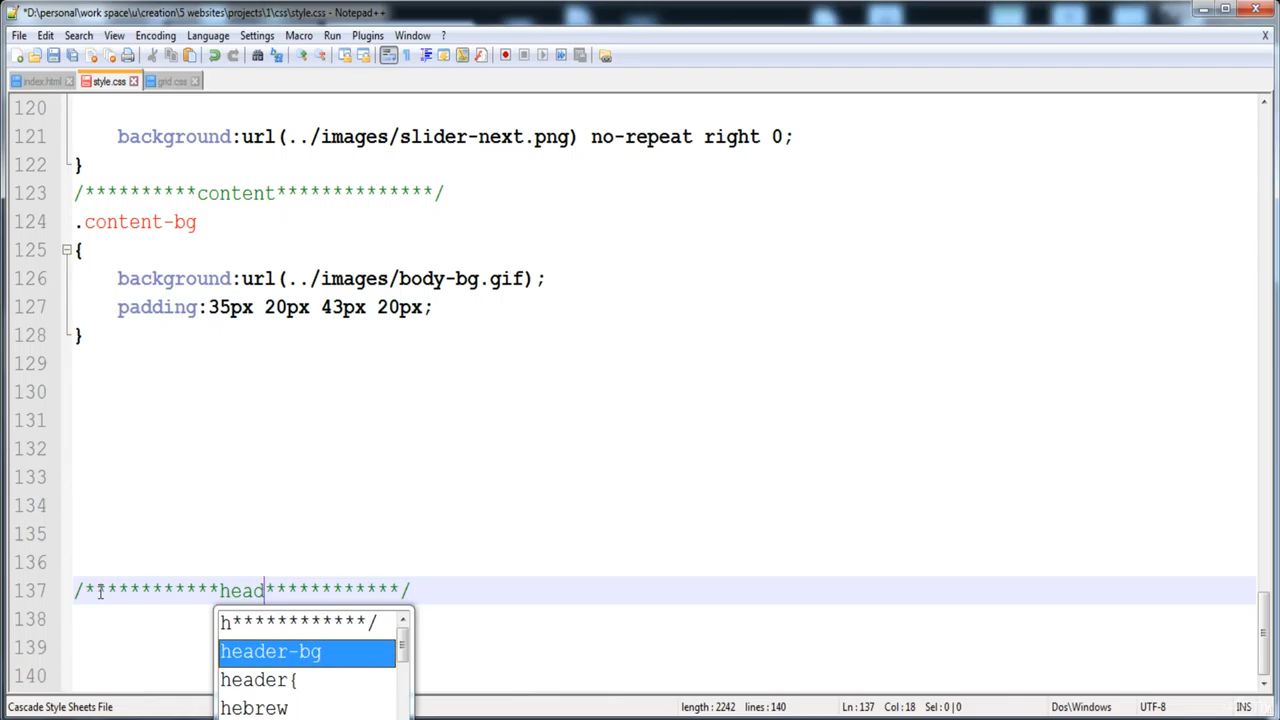 *D:\personal\work space\u\creation\5 websites\projects\1\css\style.css - Notepad++
File Edit Search View Encoding Language Settings Macro Run Plugins Window ? X
index.html style.css grid.css
120
121 background:url(../images/slider-next.png) no-repeat right 0;
122 }
123 /**********content**************/
124 .content-bg
125 {
126 background:url(../images/body-bg.gif);
127 padding:35px 20px 43px 20px;
128 }
129
130
131
132
133
134
135
136
137 /************head************/
h************/
138
header-bg
139
header{
140
hebrew
Cascade Style Sheets File length : 2242 lines : 140 Ln : 137 Col : 18 Sel : 0 | 0 Dos\Windows UTF-8 INS